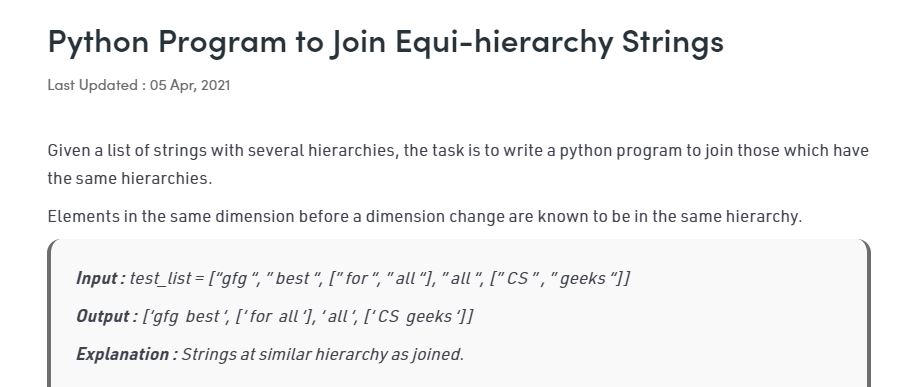 Python Program to Join Equi-hierarchy Strings
Last Updated : 05 Apr, 2021
Given a list of strings with several hierarchies, the task is to write a python program to join those which have
the same hierarchies.
Elements in the same dimension before a dimension change are known to be in the same hierarchy.
Input : test_list = [“gfg “, ” best “, [” for “, ” all “], ” all “, [” CS ” , ” geeks “]]
Output : [‘gfg  best ‘, [‘ for  all ‘], ‘ all ‘, [‘ CS  geeks ‘]]
Explanation : Strings at similar hierarchy as joined.